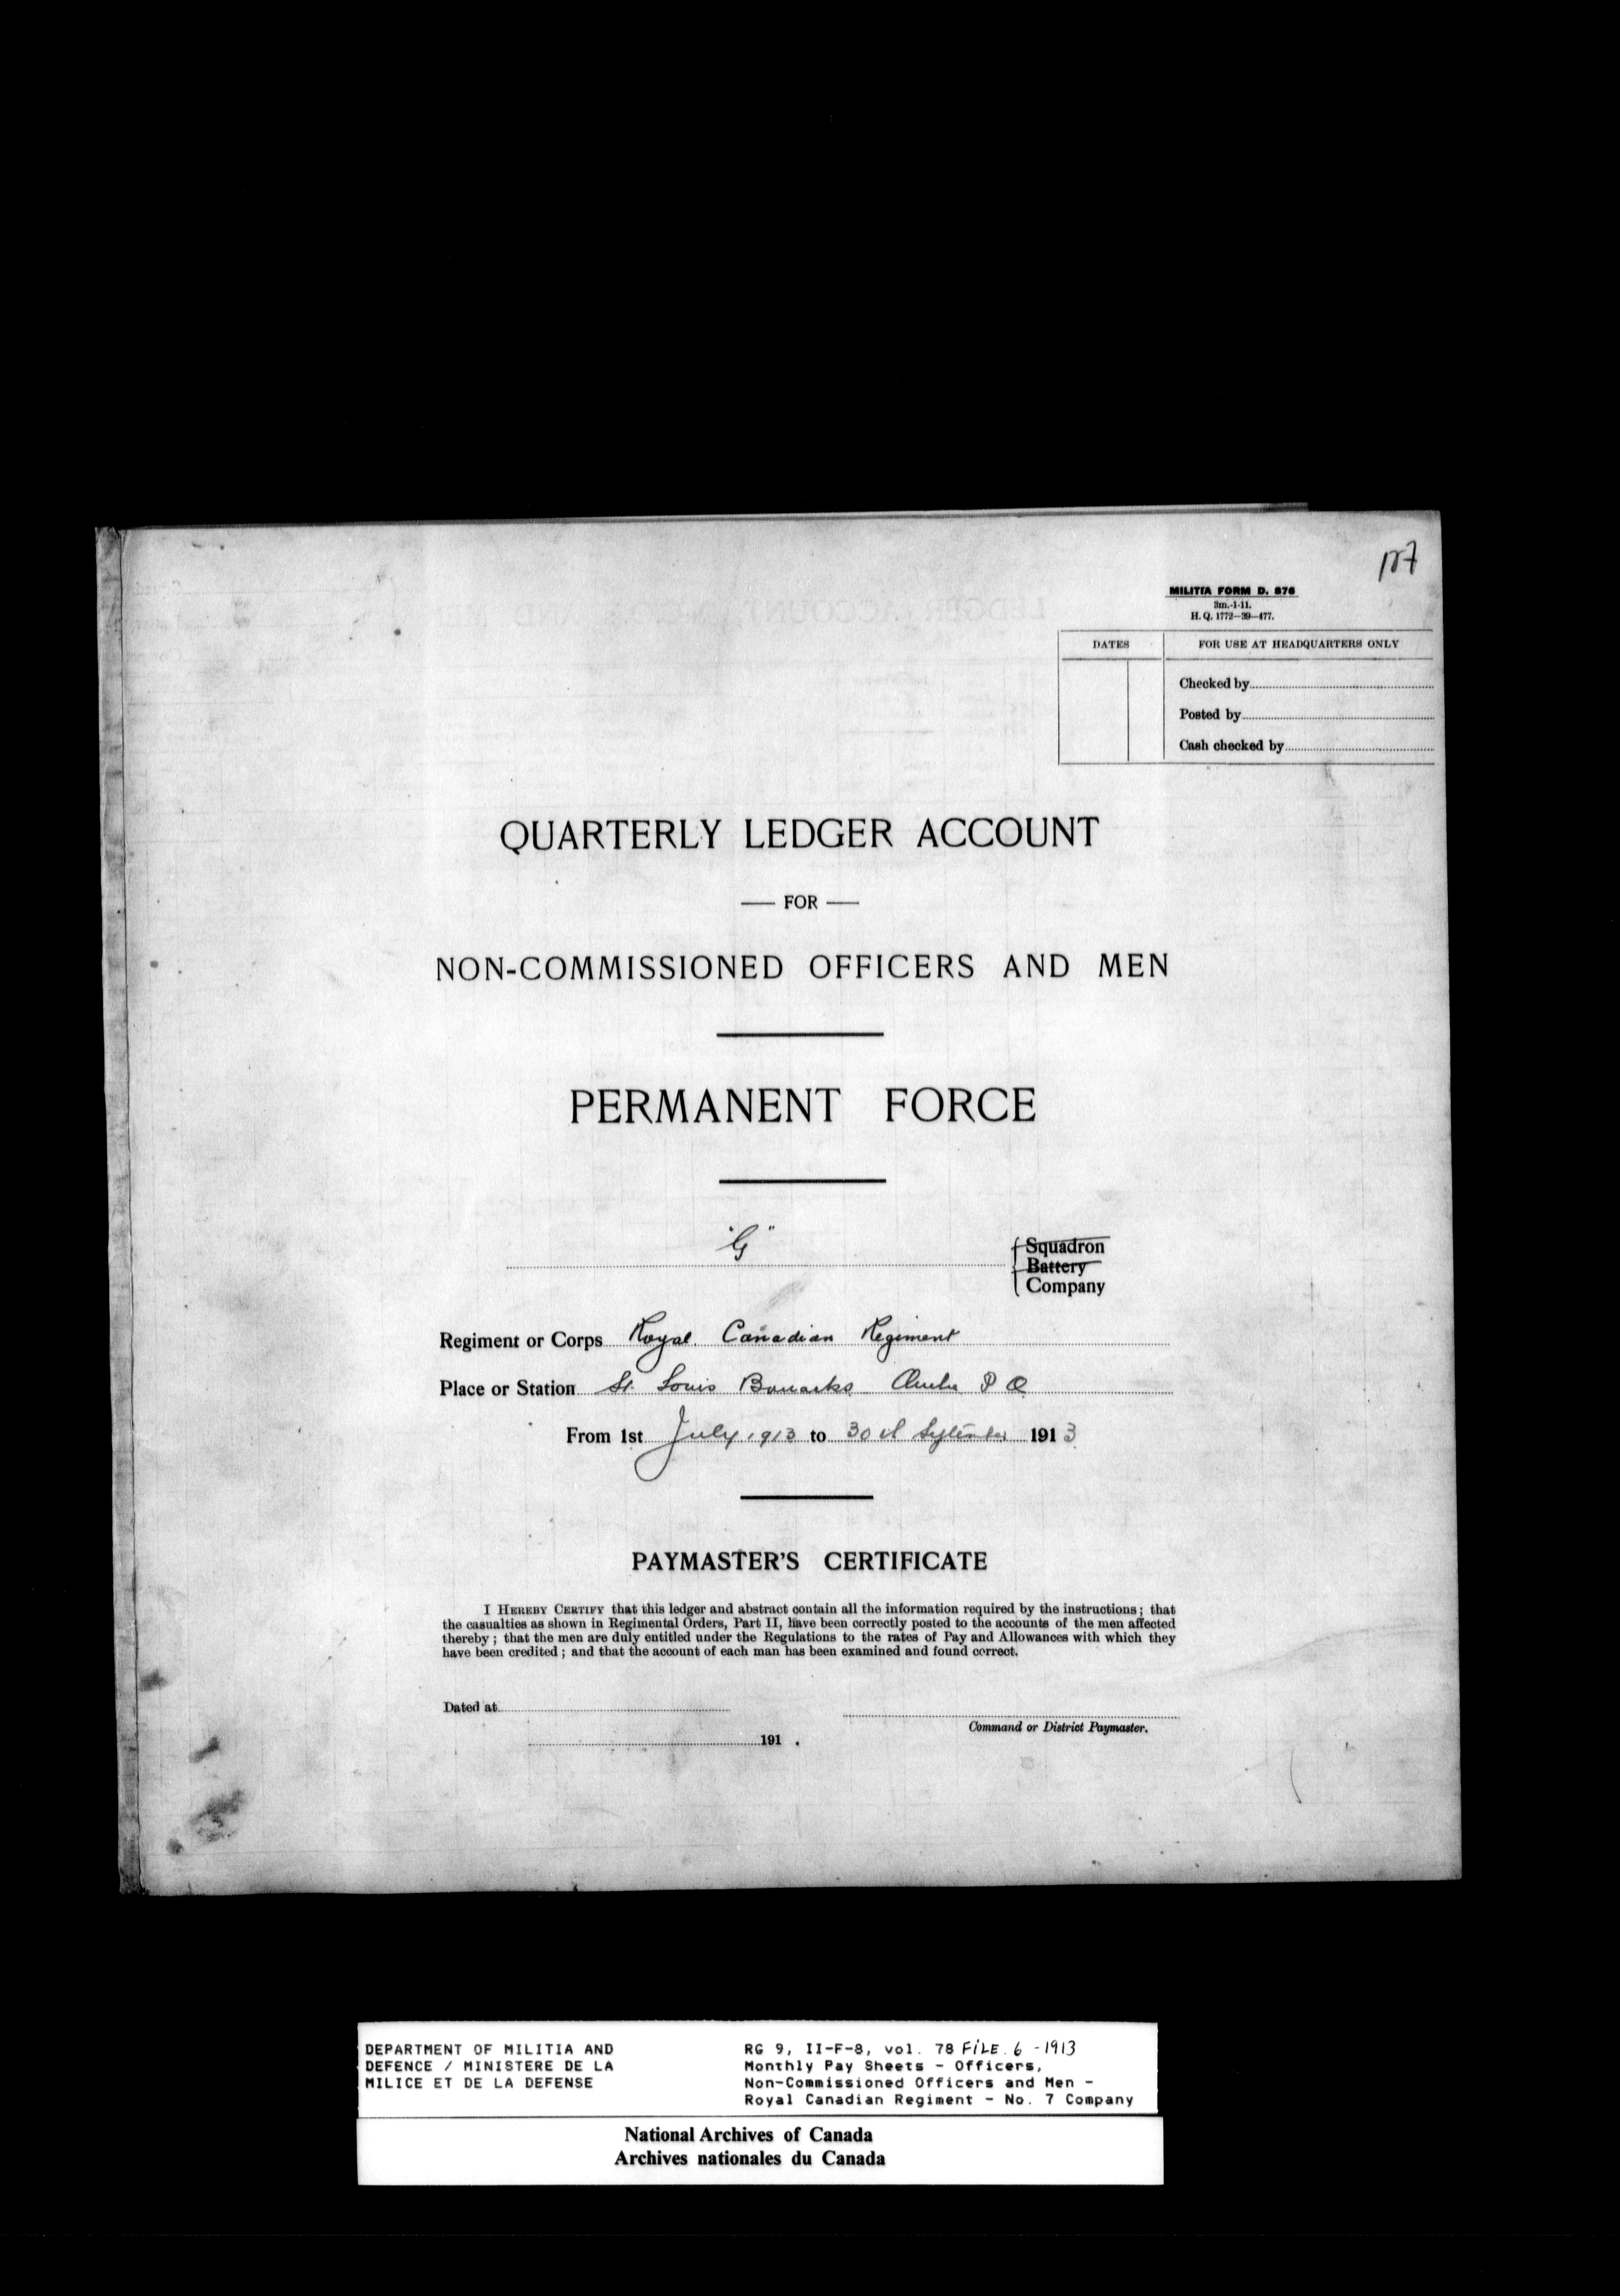 MILITIA FORM D. 876
3m.-1-11.
H. Q. 1772—39—477.
DATES
FOR USE AT HEADQUARTERS ONLY
Checked by
Posted by
Cash checked by
QUARTERLY LEDGER ACCOUNT
— FOR —
NON-COMMISSIONED OFFICERS AND MEN
PERMANENT FORCE
"G"
Squadron
Battery
Company
Regiment or Corps Royal Canadian Regiment
Place or Station St. Louis Barracks Quebec P Q
From 1st July 1913 to 30th September 1913
PAYMASTER'S CERTIFICATE
I HEREBY CERTIFY that this ledger and abstract contain all the information required by the instructions; that
the casualties as shown in Regimental Orders, Part II, have been correctly posted to the accounts of the men affected
thereby; that the men are duly entitled under the Regulations to the rates of Pay and Allowances with which they
have been credited; and that the account of each man has been examined and found correct.
Dated at
Command or District Paymaster.
191 .
DEPARTMENT OF MILITIA AND
DEFENCE / MINISTERE DE LA
MILICE ET DE LA DEFENSE
RG 9, II-F-8, vol. 78 FILE. 6 - 1913
Monthly Pay Sheets - Officers,
Non-Commissioned Officers and Men -
Royal Canadian Regiment - No. 7 Company
National Archives of Canada
Archives nationales du Canada